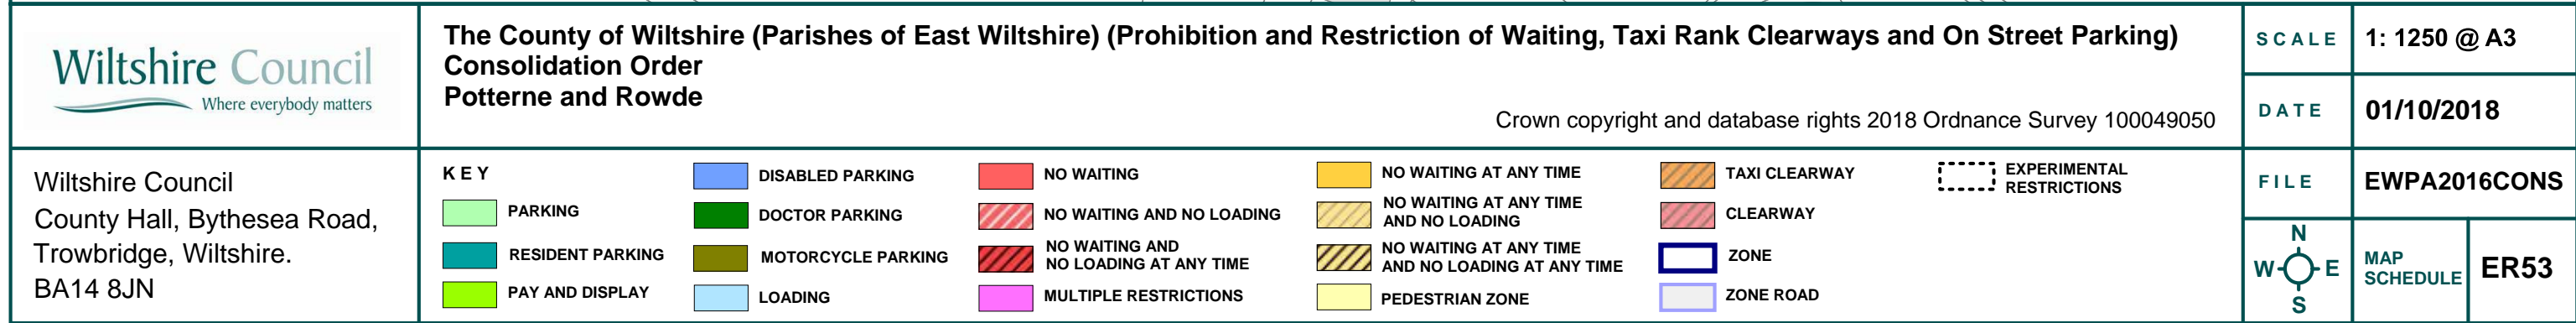 Wiltshire Council
Where everybody matters
The County of Wiltshire (Parishes of East Wiltshire) (Prohibition and Restriction of Waiting, Taxi Rank Clearways and On Street Parking)
Consolidation Order
Potterne and Rowde
Crown copyright and database rights 2018 Ordnance Survey 100049050
SCALE
1: 1250 @ A3
DATE
01/10/2018
Wiltshire Council
County Hall, Bythesea Road,
Trowbridge, Wiltshire.
BA14 8JN
KEY
PARKING
RESIDENT PARKING
PAY AND DISPLAY
DISABLED PARKING
DOCTOR PARKING
MOTORCYCLE PARKING
LOADING
NO WAITING
NO WAITING AND NO LOADING
NO WAITING AND
NO LOADING AT ANY TIME
MULTIPLE RESTRICTIONS
NO WAITING AT ANY TIME
NO WAITING AT ANY TIME
AND NO LOADING
NO WAITING AT ANY TIME
AND NO LOADING AT ANY TIME
PEDESTRIAN ZONE
TAXI CLEARWAY
CLEARWAY
ZONE
ZONE ROAD
EXPERIMENTAL
RESTRICTIONS
FILE
EWPA2016CONS
N
W E
S
MAP
SCHEDULE
ER53